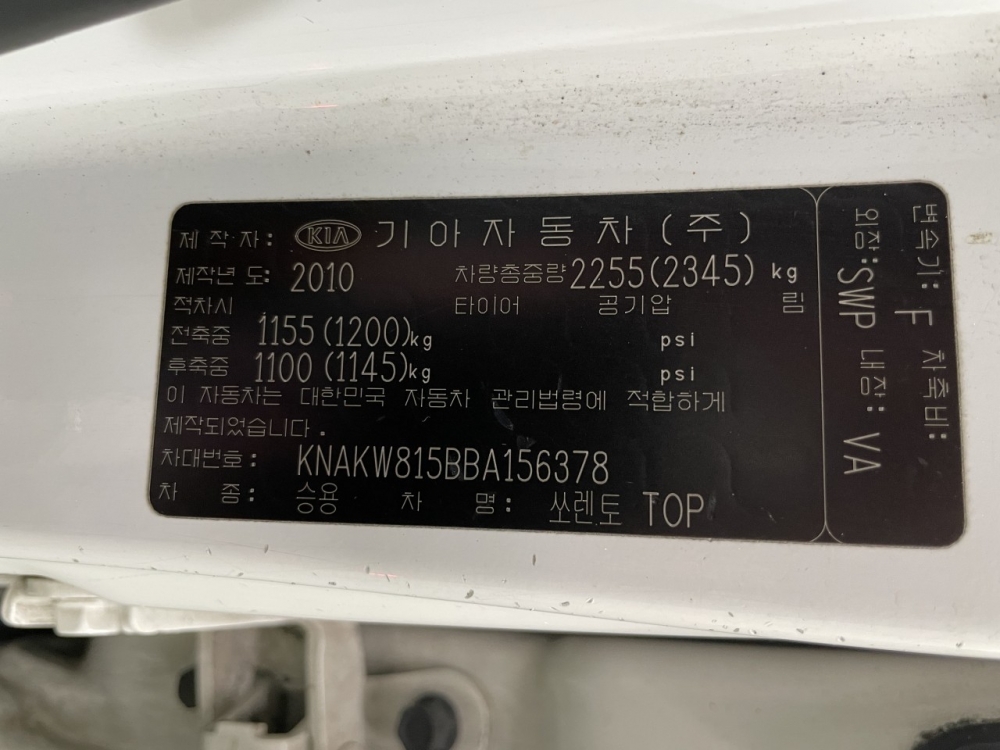 제 작 자: KIA 기 아 자 동 차 ( 주 )
제작년 도: 2010 차량총중량 2255(2345) kg
적차시 타이어 공기압 림
전축중 1155 (1200)kg psi
후축중 1100 (1145)kg psi
이 자동차는 대한민국 자동차 관리법령에 적합하게
제작되었습니다.
차대번호: KNAKW815BBA156378
차 종: 승용 차 명: 쏘렌토 TOP
변속기: F 차축비:
외장:SWP 내장: VA